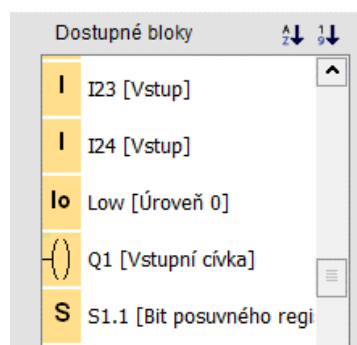 Dostupné bloky
I I23 [Vstup]
I I24 [Vstup]
lo Low [Úroveň 0]
Q1 [Vstupní cívka]
S S1.1 [Bit posuvného regi